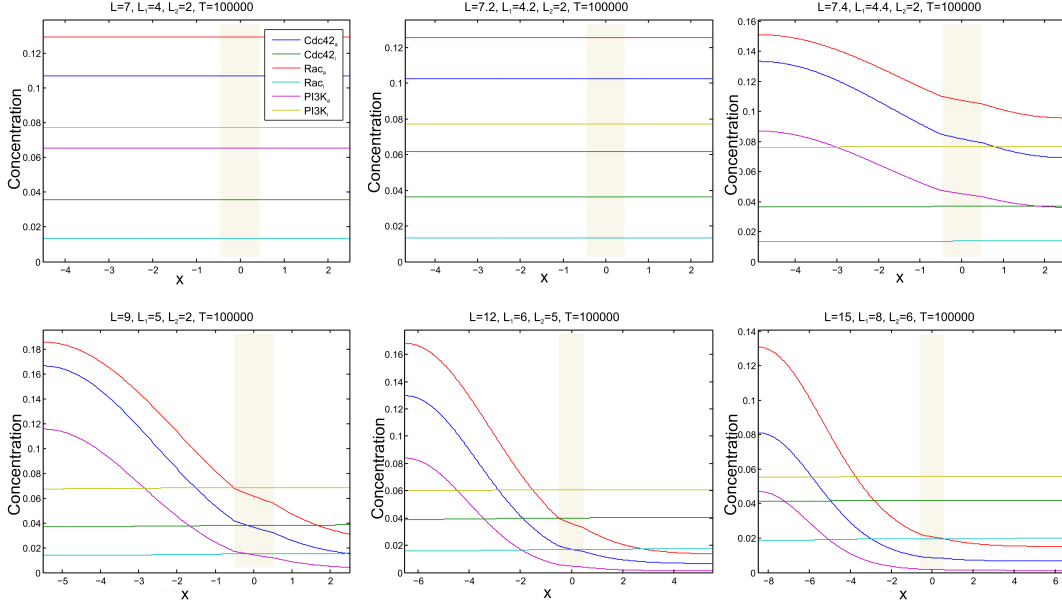 L=7, L₁=4, L₂=2, T=100000
L=7.2, L₁=4.2, L₂=2, T=100000
L=7.4, L₁=4.4, L₂=2, T=100000
Concentration
0.12
0.1
0.08
0.06
0.04
0.02
0
−4 −3 −2 −1 0 1 2
x
Cdc42ₐ
Cdc42ᵢ
Racₐ
Racᵢ
PI3Kₐ
PI3Kᵢ
Concentration
0.12
0.1
0.08
0.06
0.04
0.02
0
−4 −3 −2 −1 0 1 2
x
Concentration
0.16
0.14
0.12
0.1
0.08
0.06
0.04
0.02
0
−4 −3 −2 −1 0 1 2
x
L=9, L₁=5, L₂=2, T=100000
L=12, L₁=6, L₂=5, T=100000
L=15, L₁=8, L₂=6, T=100000
Concentration
0.18
0.16
0.14
0.12
0.1
0.08
0.06
0.04
0.02
0
−5 −4 −3 −2 −1 0 1 2
x
Concentration
0.16
0.14
0.12
0.1
0.08
0.06
0.04
0.02
0
−6 −4 −2 0 2 4
x
Concentration
0.14
0.12
0.1
0.08
0.06
0.04
0.02
0
−8 −6 −4 −2 0 2 4 6
x